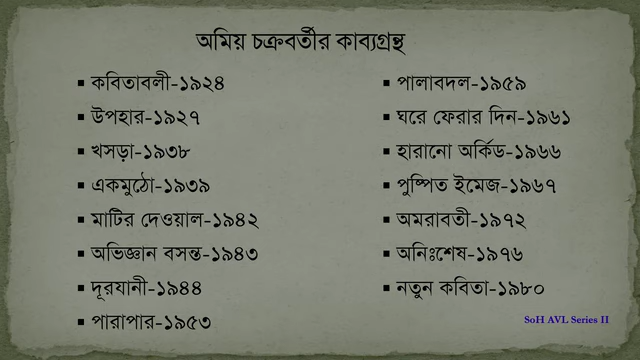 অমিয় চক্রবর্তীর কাব্যগ্রন্থ
▪ কবিতাবলী-১৯২৪
▪ উপহার-১৯২৭
▪ খসড়া-১৯৩৮
▪ একমুঠো-১৯৩৯
▪ মাটির দেওয়াল-১৯৪২
▪ অভিজ্ঞান বসন্ত-১৯৪৩
▪ দূরযানী-১৯৪৪
▪ পারাপার-১৯৫৩
▪ পালাবদল-১৯৫৯
▪ ঘরে ফেরার দিন-১৯৬১
▪ হারানো অর্কিড-১৯৬৬
▪ পুষ্পিত ইমেজ-১৯৬৭
▪ অমরাবতী-১৯৭২
▪ অনিঃশেষ-১৯৭৬
▪ নতুন কবিতা-১৯৮০
SoH AVL Series II